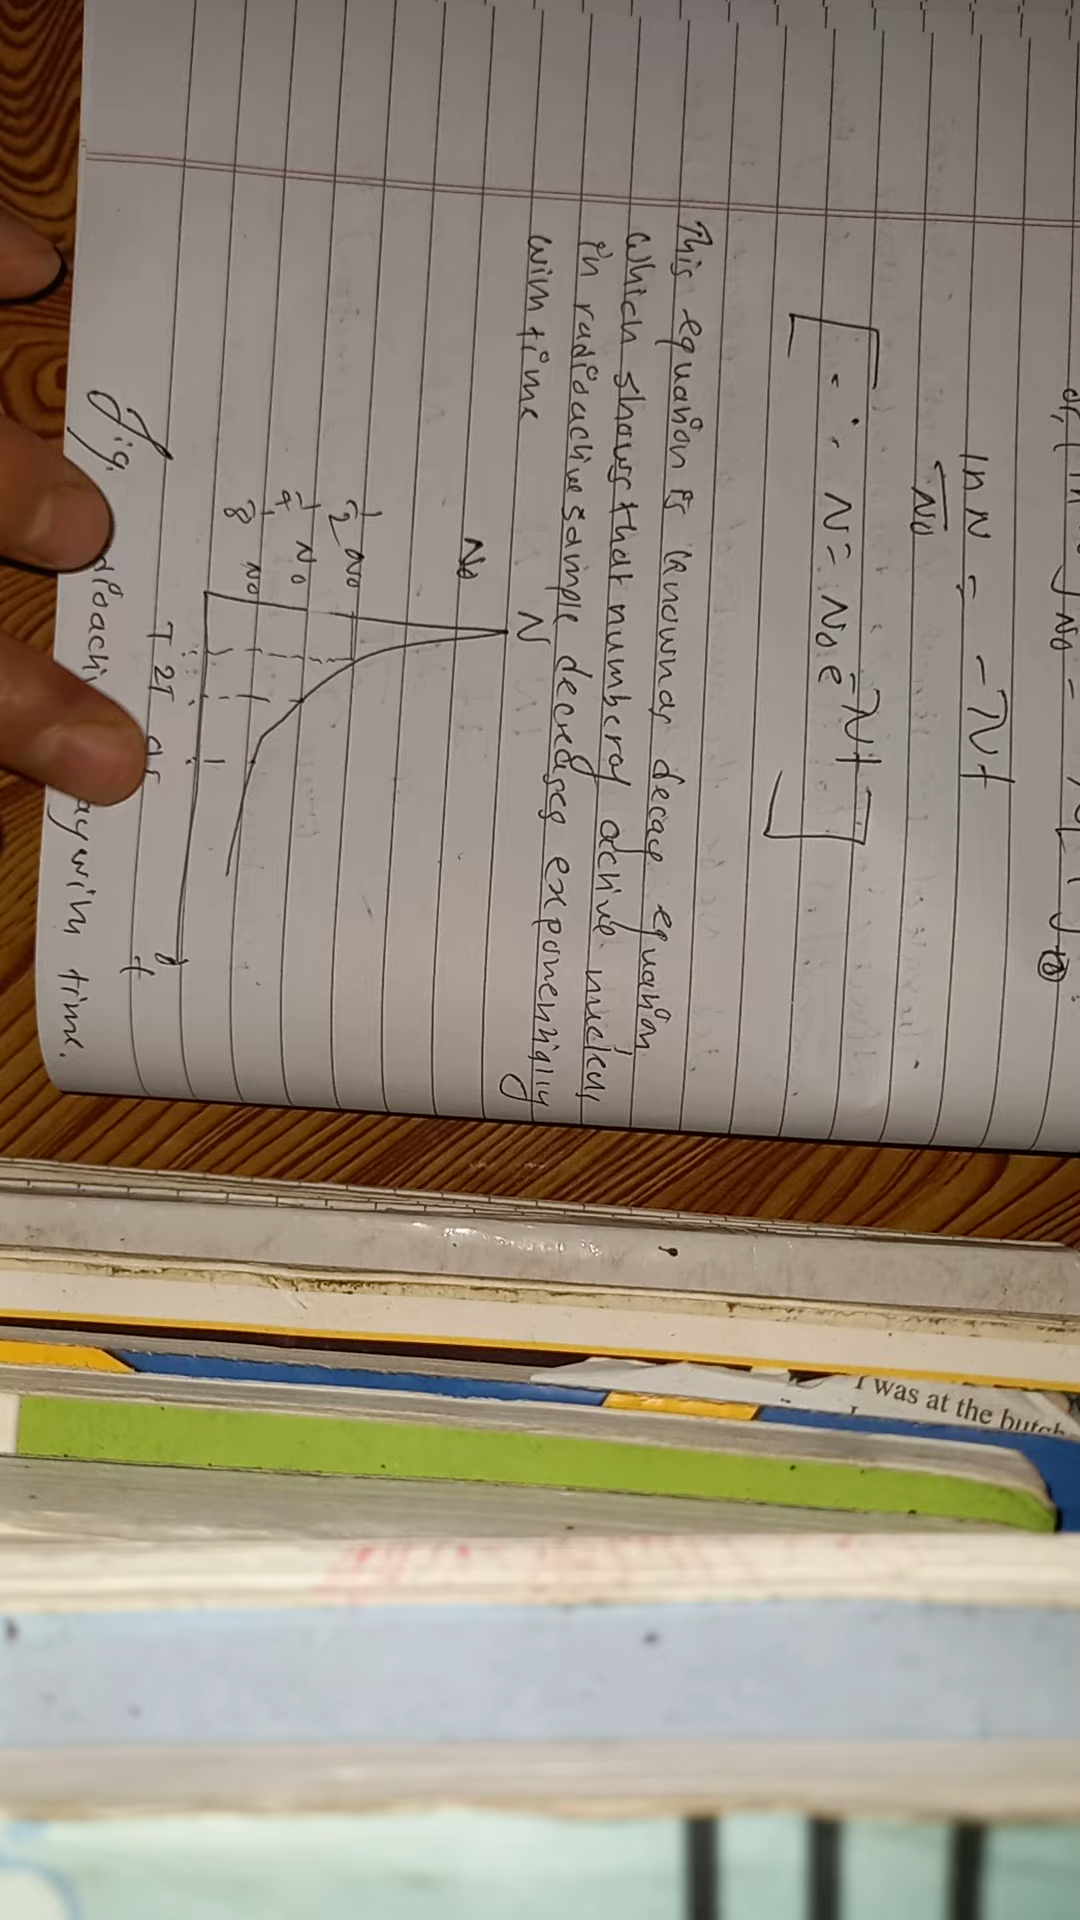 ln N/N0 = -λt
∴ N = N0 e^-λt
This equation is known as decay equation
which shows that number of active nucleus
in radioactive sample decreases exponentially
with time
N
N0
1/2 N0
1/4 N0
1/8 N0
T 2T t
Fig. with time.
I was at the butch